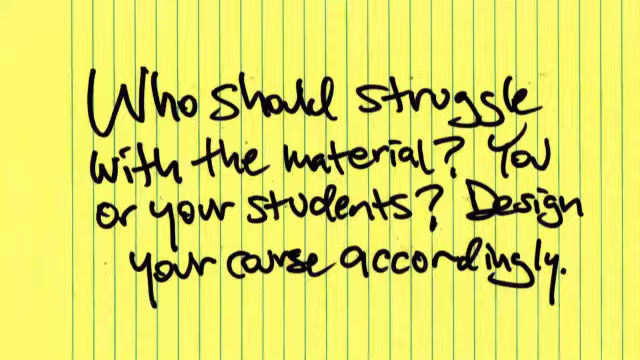 Who should struggle
with the material? You
or your students? Design
your course accordingly.